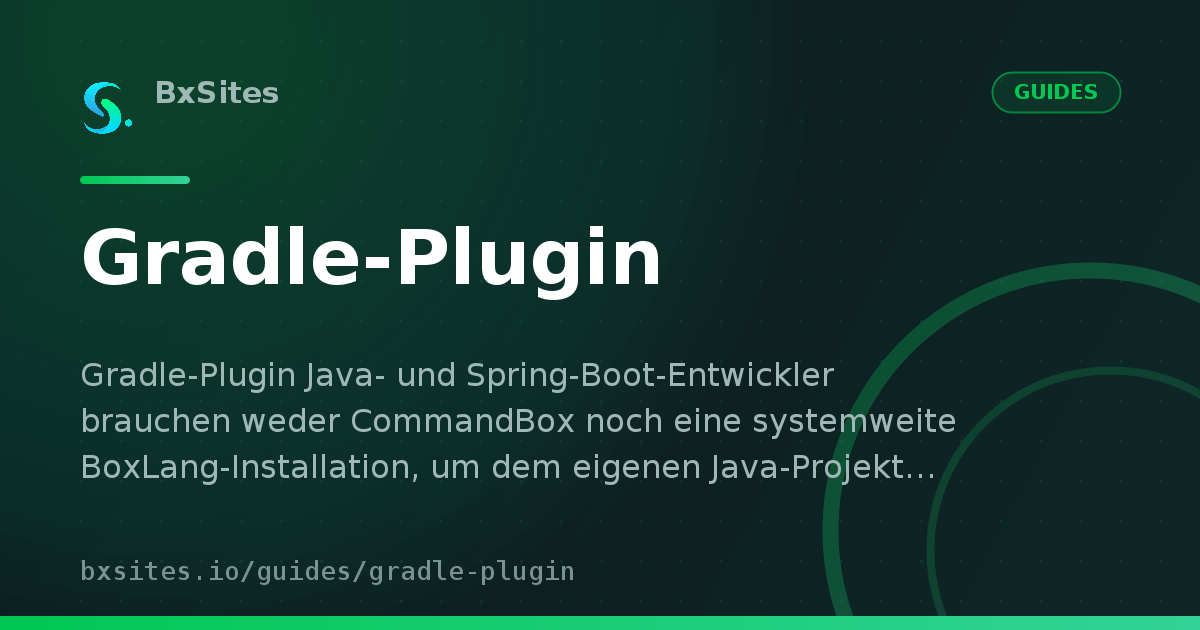 BxSites
GUIDES
Gradle-Plugin
Gradle-Plugin Java- und Spring-Boot-Entwickler
brauchen weder CommandBox noch eine systemweite
BoxLang-Installation, um dem eigenen Java-Projekt...
bxsites.io/guides/gradle-plugin